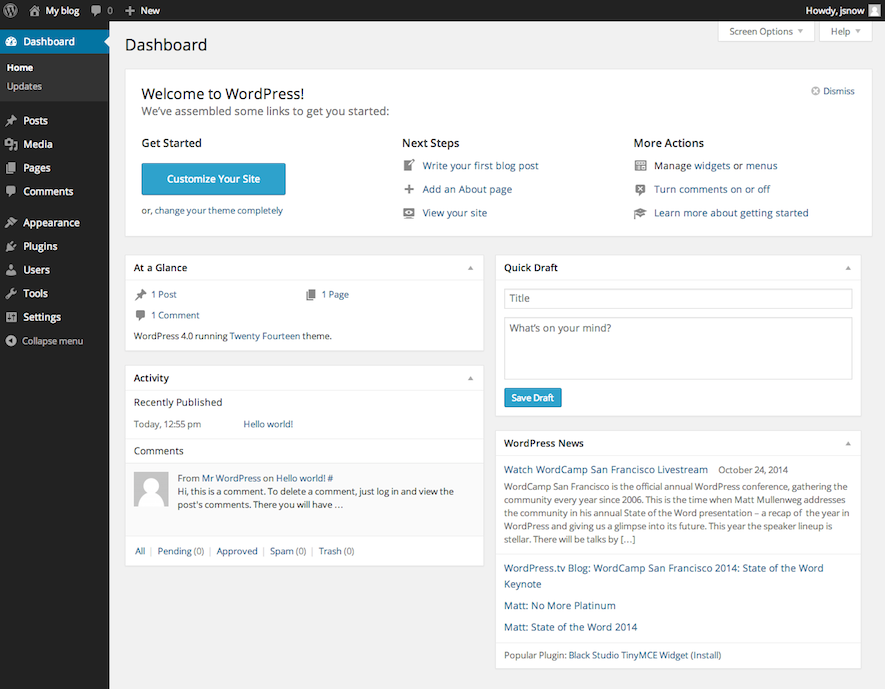 My blog 0 + New Howdy, jsnow
Dashboard
Home
Updates
Posts
Media
Pages
Comments
Appearance
Plugins
Users
Tools
Settings
Collapse menu
Screen Options Help
Dashboard
Welcome to WordPress!
Dismiss
We've assembled some links to get you started:
Get Started
Customize Your Site
or, change your theme completely
Next Steps
Write your first blog post
Add an About page
View your site
More Actions
Manage widgets or menus
Turn comments on or off
Learn more about getting started
At a Glance
1 Post 1 Page
1 Comment
WordPress 4.0 running Twenty Fourteen theme.
Activity
Recently Published
Today, 12:55 pm Hello world!
Comments
From Mr WordPress on Hello world! #
Hi, this is a comment. To delete a comment, just log in and view the
post's comments. There you will have …
All | Pending (0) | Approved | Spam (0) | Trash (0)
Quick Draft
Title
What's on your mind?
Save Draft
WordPress News
Watch WordCamp San Francisco Livestream October 24, 2014
WordCamp San Francisco is the official annual WordPress conference, gathering the
community every year since 2006. This is the time when Matt Mullenweg addresses
the community in his annual State of the Word presentation – a recap of the year in
WordPress and giving us a glimpse into its future. This year the speaker lineup is
stellar. There will be talks by […]
WordPress.tv Blog: WordCamp San Francisco 2014: State of the Word
Keynote
Matt: No More Platinum
Matt: State of the Word 2014
Popular Plugin: Black Studio TinyMCE Widget (Install)